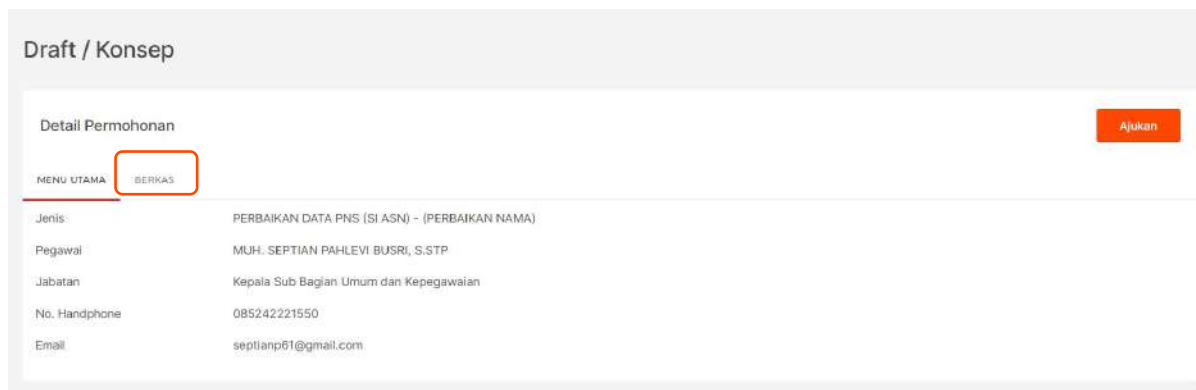 Draft / Konsep
Detail Permohonan
Ajukan
MENU UTAMA BERKAS
Jenis PERBAIKAN DATA PNS (SI ASN) - (PERBAIKAN NAMA)
Pegawai MUH. SEPTIAN PAHLEVI BUSRI, S.STP
Jabatan Kepala Sub Bagian Umum dan Kepegawaian
No. Handphone 085242221550
Email septianp61@gmail.com